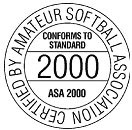 CERTIFIED BY AMATEUR SOFTBALL ASSOCIATION
CONFORMS TO
STANDARD
2000
ASA 2000